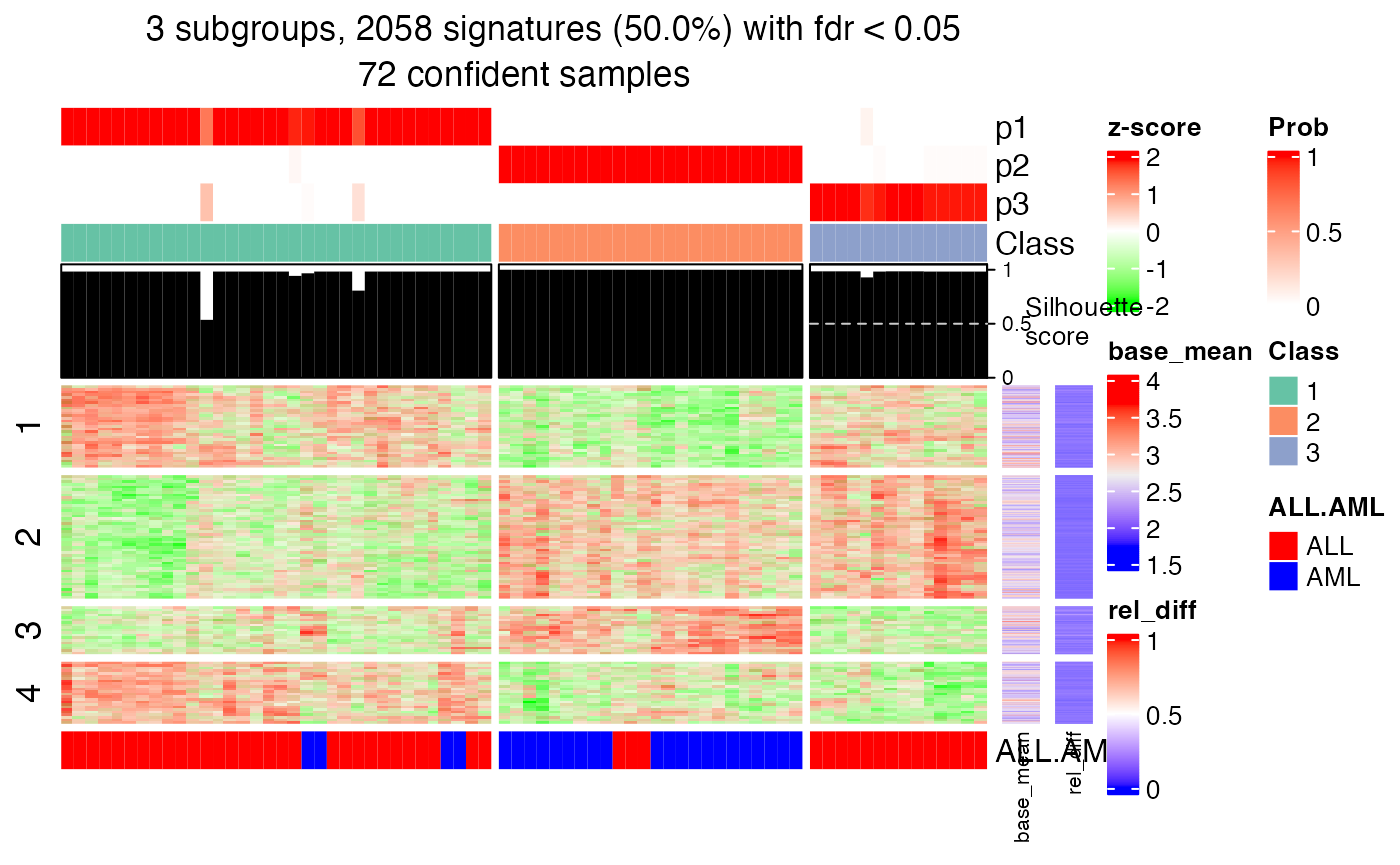 3 subgroups, 2058 signatures (50.0%) with fdr < 0.05
72 confident samples
p1
p2
p3
Class
1
0.5
0
Silhouette
score
1
2
3
4
ALL.AM
base_mean
rel_diff
z-score
2
1
0
-1
-2
base_mean
4
3.5
3
2.5
2
1.5
rel_diff
1
0.5
0
Prob
1
0.5
0
Class
1
2
3
ALL.AML
ALL
AML